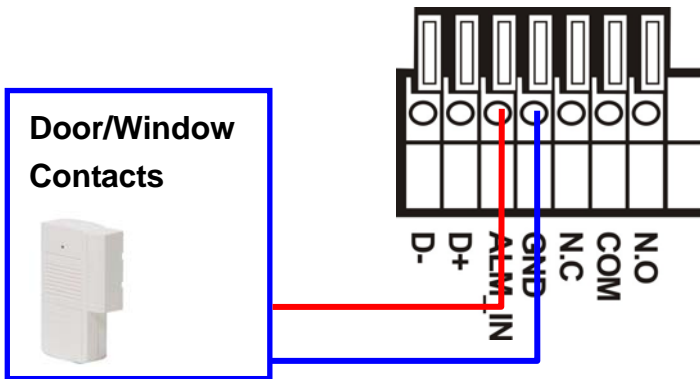 Door/Window
Contacts
D-
D+
ALM_IN
GND
N.C
COM
N.O